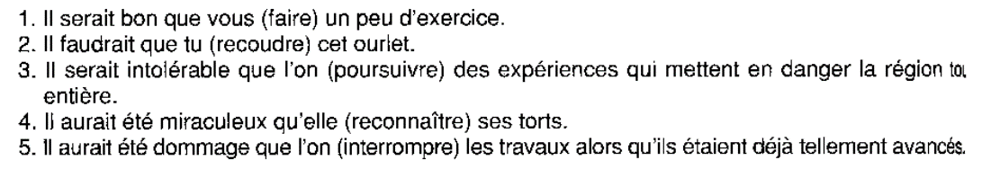 1. Il serait bon que vous (faire) un peu d'exercice.
2. Il faudrait que tu (recoudre) cet ourlet.
3. Il serait intolérable que l'on (poursuivre) des expériences qui mettent en danger la région
entière.
4. Il aurait été miraculeux qu'elle (reconnaître) ses torts.
5. Il aurait été dommage que l'on (interrompre) les travaux alors qu'ils étaient déjà tellement avancés.